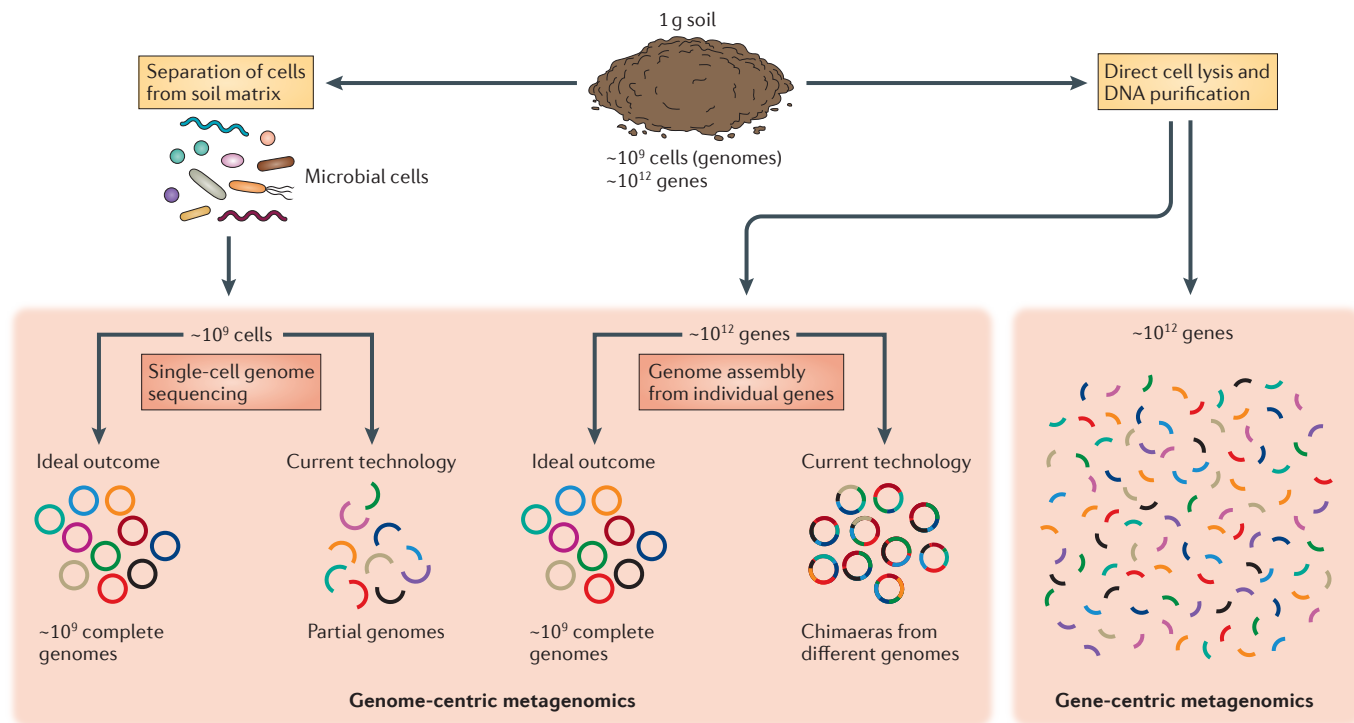 1 g soil
Separation of cells
from soil matrix
Direct cell lysis and
DNA purification
Microbial cells
~10⁹ cells (genomes)
~10¹² genes
~10⁹ cells
Single-cell genome
sequencing
Ideal outcome
Current technology
~10⁹ complete
genomes
Partial genomes
~10¹² genes
Genome assembly
from individual genes
Ideal outcome
Current technology
~10⁹ complete
genomes
Chimaeras from
different genomes
Genome-centric metagenomics
~10¹² genes
Gene-centric metagenomics